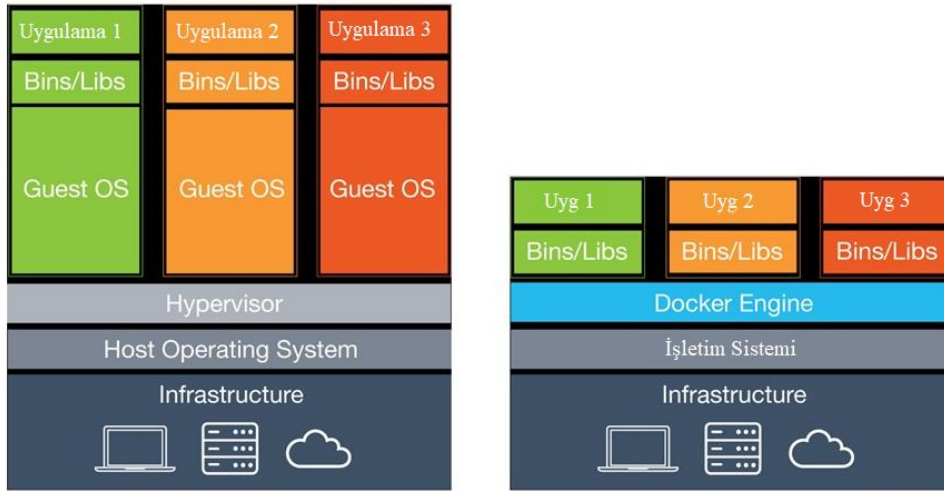 Uygulama 1
Uygulama 2
Uygulama 3
Bins/Libs
Bins/Libs
Bins/Libs
Guest OS
Guest OS
Guest OS
Hypervisor
Host Operating System
Infrastructure
Uyg 1
Uyg 2
Uyg 3
Bins/Libs
Bins/Libs
Bins/Libs
Docker Engine
İşletim Sistemi
Infrastructure